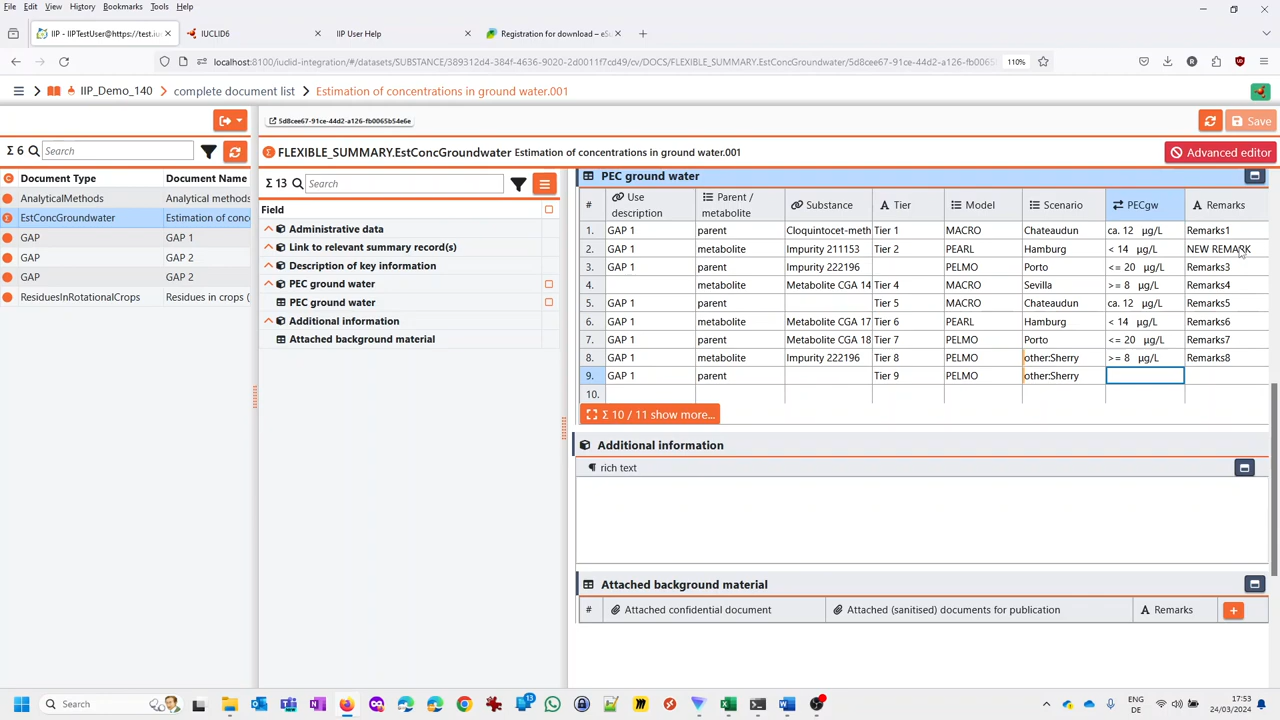 File Edit View History Bookmarks Tools Help
IIP - IIPTestUser@https://test.iu
IUCLID6
IIP User Help
Registration for download – eSu
localhost:8100/iuclid-integration/#/datasets/SUBSTANCE/389312d4-384f-4636-9020-2d0011f7cd49/cv/DOCS/FLEXIBLE_SUMMARY.EstConcGroundwater/5d8cee67-91ce-44d2-a126-fb0065
110%
IIP_Demo_140 complete document list Estimation of concentrations in ground water.001
5d8cee67-91ce-44d2-a126-fb0065b54e6e
Save
Σ 6 Search
FLEXIBLE_SUMMARY.EstConcGroundwater Estimation of concentrations in ground water.001
Advanced editor
Document Type Document Name
AnalyticalMethods Analytical methods
EstConcGroundwater Estimation of conc
GAP GAP 1
GAP GAP 2
GAP GAP 2
ResiduesInRotationalCrops Residues in crops (
Σ 13 Search
Field
Administrative data
Link to relevant summary record(s)
Description of key information
PEC ground water
PEC ground water
Additional information
Attached background material
PEC ground water
# Use description Parent / metabolite Substance Tier Model Scenario PECgw Remarks
1. GAP 1 parent Cloquintocet-meth Tier 1 MACRO Chateaudun ca. 12 µg/L Remarks1
2. GAP 1 metabolite Impurity 211153 Tier 2 PEARL Hamburg < 14 µg/L NEW REMARK
3. GAP 1 parent Impurity 222196 PELMO Porto <= 20 µg/L Remarks3
4. metabolite Metabolite CGA 14 Tier 4 MACRO Sevilla >= 8 µg/L Remarks4
5. GAP 1 parent Tier 5 MACRO Chateaudun ca. 12 µg/L Remarks5
6. GAP 1 metabolite Metabolite CGA 17 Tier 6 PEARL Hamburg < 14 µg/L Remarks6
7. GAP 1 parent Metabolite CGA 18 Tier 7 PELMO Porto <= 20 µg/L Remarks7
8. GAP 1 metabolite Impurity 222196 Tier 8 PELMO other:Sherry >= 8 µg/L Remarks8
9. GAP 1 parent Tier 9 PELMO other:Sherry
10.
Σ 10 / 11 show more...
Additional information
rich text
Attached background material
# Attached confidential document Attached (sanitised) documents for publication Remarks
Search
13
ENG
DE
17:53
24/03/2024